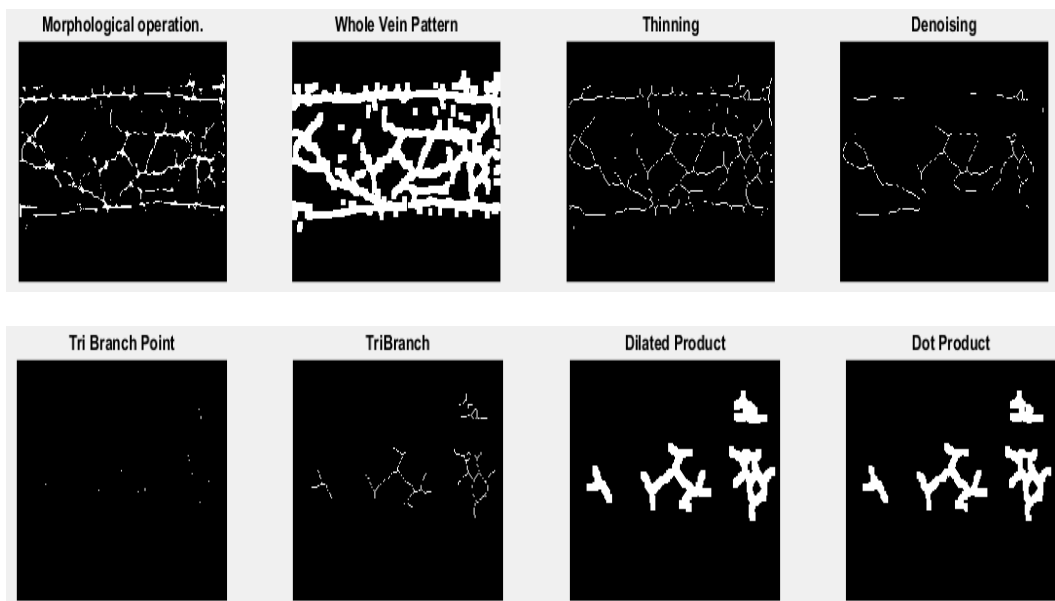 Morphological operation.
Whole Vein Pattern
Thinning
Denoising
Tri Branch Point
TriBranch
Dilated Product
Dot Product